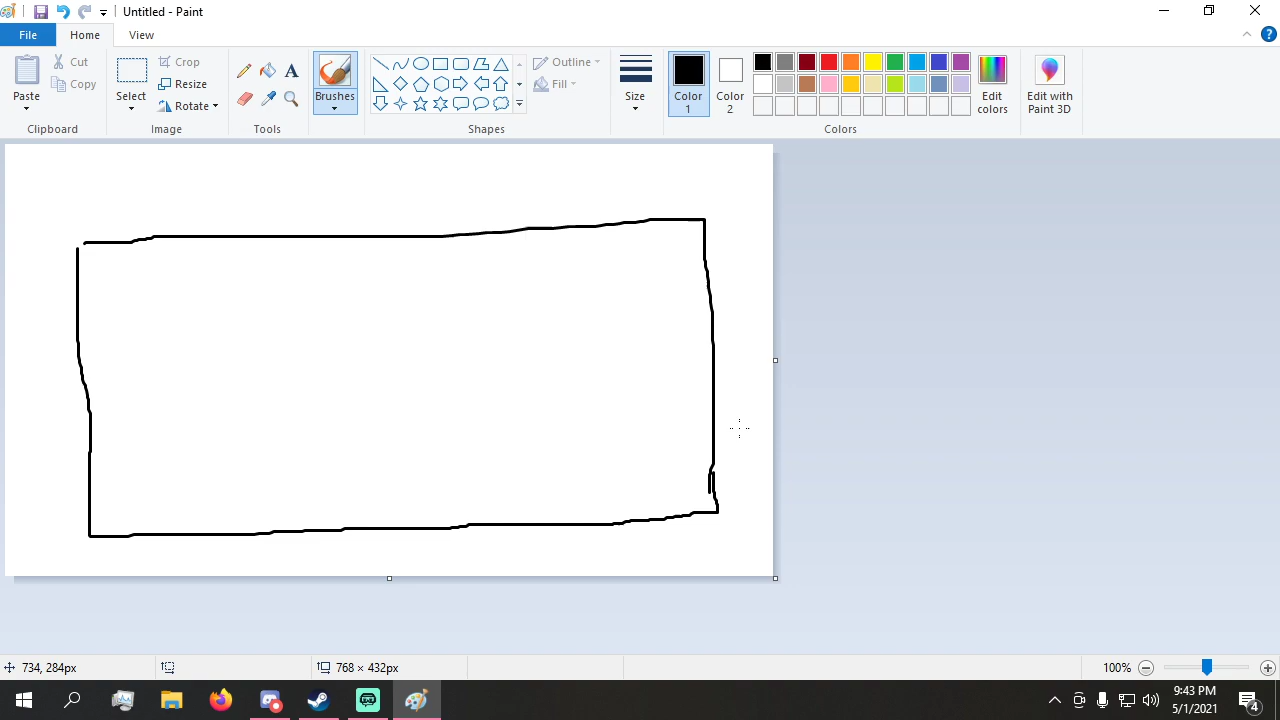 Untitled - Paint
File Home View
Paste
Cut
Copy
Clipboard
Select
Crop
Resize
Rotate
Image
A
Tools
Brushes
Outline
Fill
Shapes
Size
Color 1
Color 2
Edit colors
Colors
Edit with Paint 3D
?
734, 284px
768 × 432px
100%
9:43 PM
5/1/2021
4